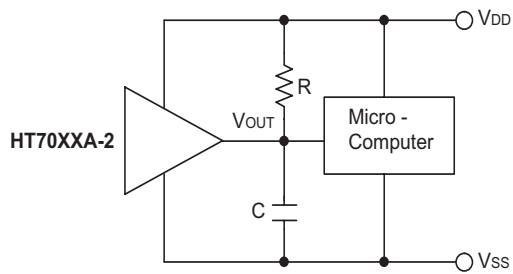 VDD
R
VOUT
Micro -
Computer
HT70XXA-2
C
VSS